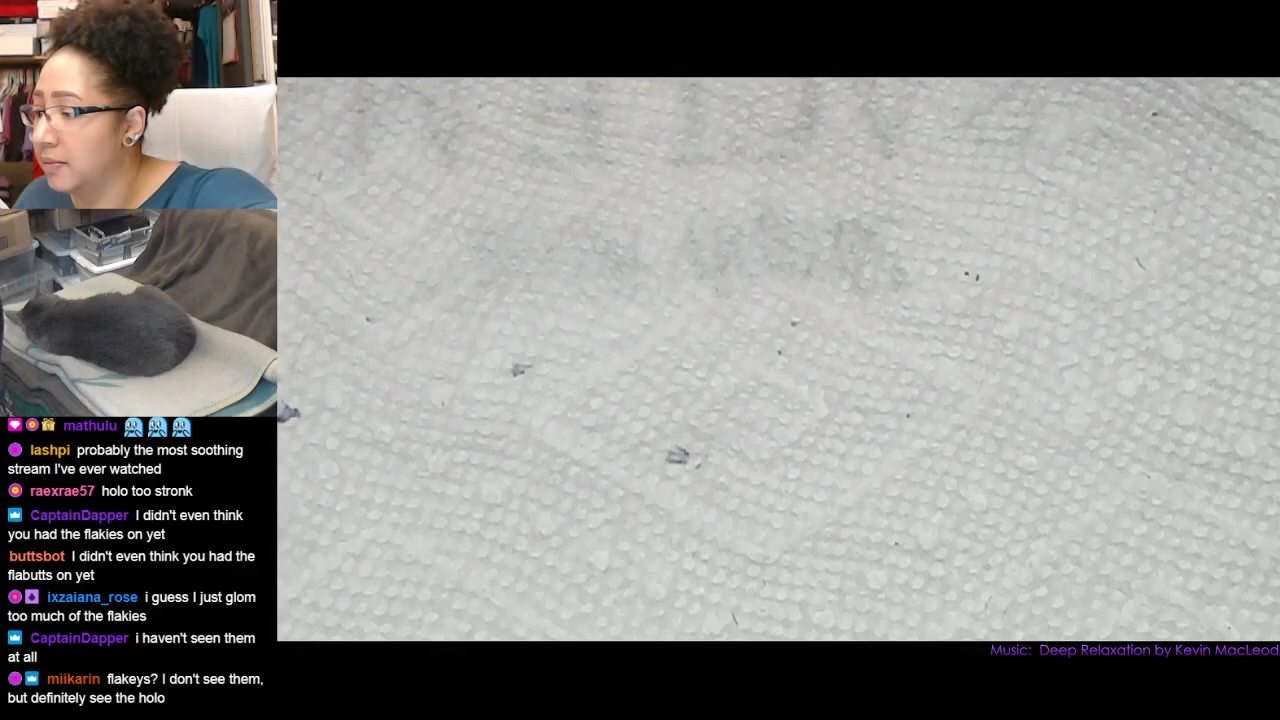 mathulu
lashpi probably the most soothing
stream I've ever watched
raexrae57 holo too stronk
CaptainDapper I didn't even think
you had the flakies on yet
buttsbot I didn't even think you had the
flabutts on yet
ixzaiana_rose i guess I just glom
too much of the flakies
CaptainDapper i haven't seen them
at all
miikarin flakeys? I don't see them,
but definitely see the holo
Music: Deep Relaxation by Kevin MacLeod